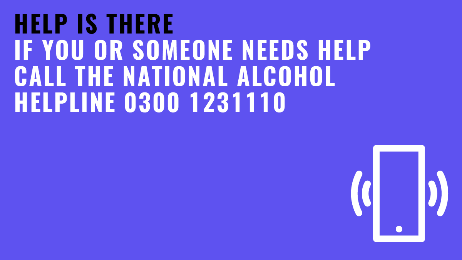 HELP IS THERE
IF YOU OR SOMEONE NEEDS HELP
CALL THE NATIONAL ALCOHOL
HELPLINE 0300 1231110